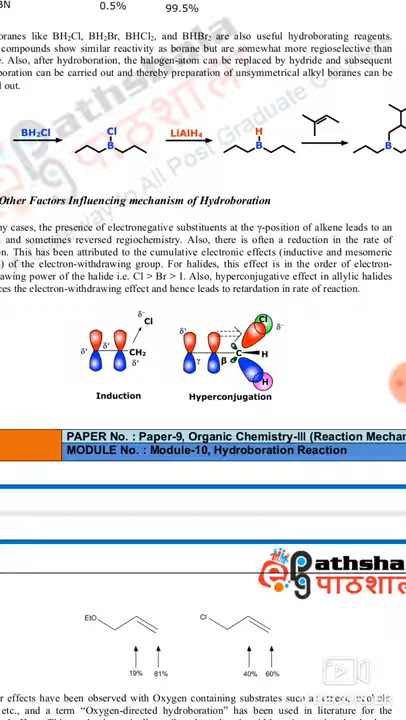 BN 0.5% 99.5%
oranes like BH2Cl, BH2Br, BHCl2, and BHBr2 are also useful hydroborating reagents.
compounds show similar reactivity as borane but are somewhat more regioselective than
e. Also, after hydroboration, the halogen-atom can be replaced by hydride and subsequent
boration can be carried out and thereby preparation of unsymmetrical alkyl boranes can be
d out.
BH2Cl Cl LiAlH4 H
B B B
Other Factors Influencing mechanism of Hydroboration
ny cases, the presence of electronegative substituents at the γ-position of alkene leads to an
and sometimes reversed regiochemistry. Also, there is often a reduction in the rate of
on. This has been attributed to the cumulative electronic effects (inductive and mesomeric
) of the electron-withdrawing group. For halides, this effect is in the order of electron-
awing power of the halide i.e. Cl > Br > I. Also, hyperconjugative effect in allylic halides
ces the electron-withdrawing effect and hence leads to retardation in rate of reaction.
δ- Cl δ+ δ+ CH2 δ+
δ+ Cl δ- γ β C H H
Induction Hyperconjugation
PAPER No. : Paper-9, Organic Chemistry-III (Reaction Mechan
MODULE No. : Module-10, Hydroboration Reaction
athsha
पाठशाल
EtO Cl
19% 81% 40% 60%
r effects have been observed with Oxygen containing substrats such as
etc., and a term “Oxygen-directed hydroboration” has been used in literature for the